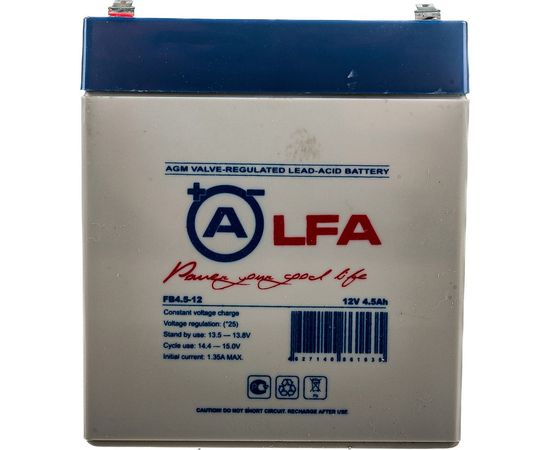 AGM VALVE-REGULATED LEAD-ACID BATTERY
+ −
ALFA
Power your good life
FB4.5-12 12V 4.5Ah
Constant voltage charge
Voltage regulation: (°25)
Stand by use: 13.5 — 13.8V
Cycle use: 14.4 — 15.0V
Initial current: 1.35A MAX.
Pb
CAUTION! DO NOT SHORT CIRCUIT. RECHARGE AFTER USE.